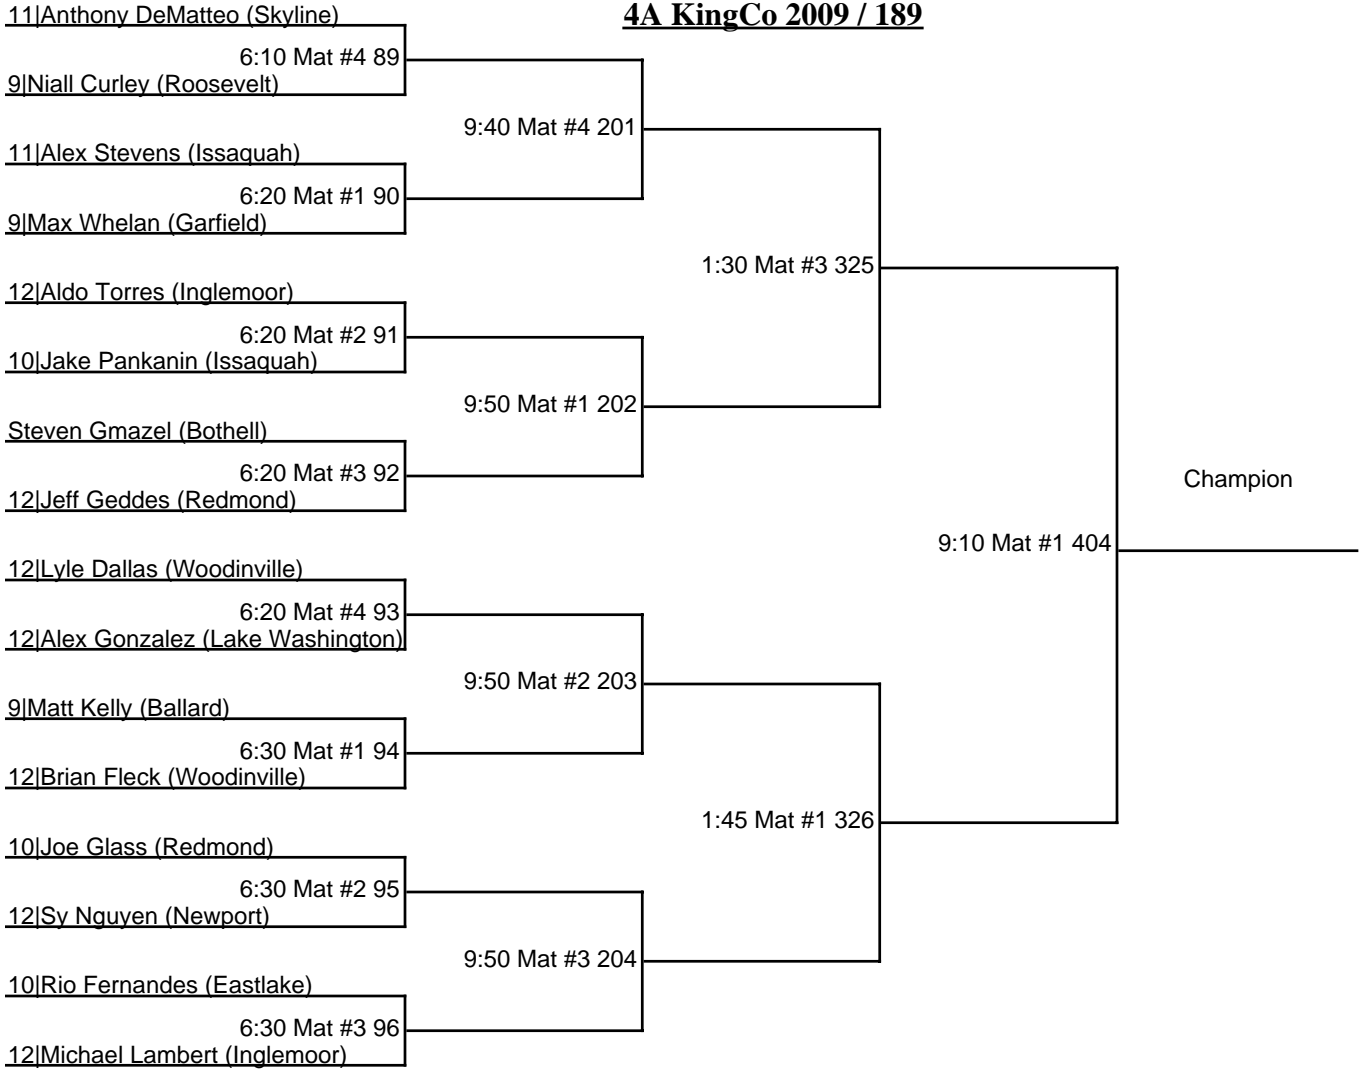 4A KingCo 2009 / 189
11|Anthony DeMatteo (Skyline)
6:10 Mat #4 89
9|Niall Curley (Roosevelt)
9:40 Mat #4 201
11|Alex Stevens (Issaquah)
6:20 Mat #1 90
9|Max Whelan (Garfield)
1:30 Mat #3 325
12|Aldo Torres (Inglemoor)
6:20 Mat #2 91
10|Jake Pankanin (Issaquah)
9:50 Mat #1 202
Steven Gmazel (Bothell)
6:20 Mat #3 92
12|Jeff Geddes (Redmond)
Champion
9:10 Mat #1 404
12|Lyle Dallas (Woodinville)
6:20 Mat #4 93
12|Alex Gonzalez (Lake Washington)
9:50 Mat #2 203
9|Matt Kelly (Ballard)
6:30 Mat #1 94
12|Brian Fleck (Woodinville)
1:45 Mat #1 326
10|Joe Glass (Redmond)
6:30 Mat #2 95
12|Sy Nguyen (Newport)
9:50 Mat #3 204
10|Rio Fernandes (Eastlake)
6:30 Mat #3 96
12|Michael Lambert (Inglemoor)